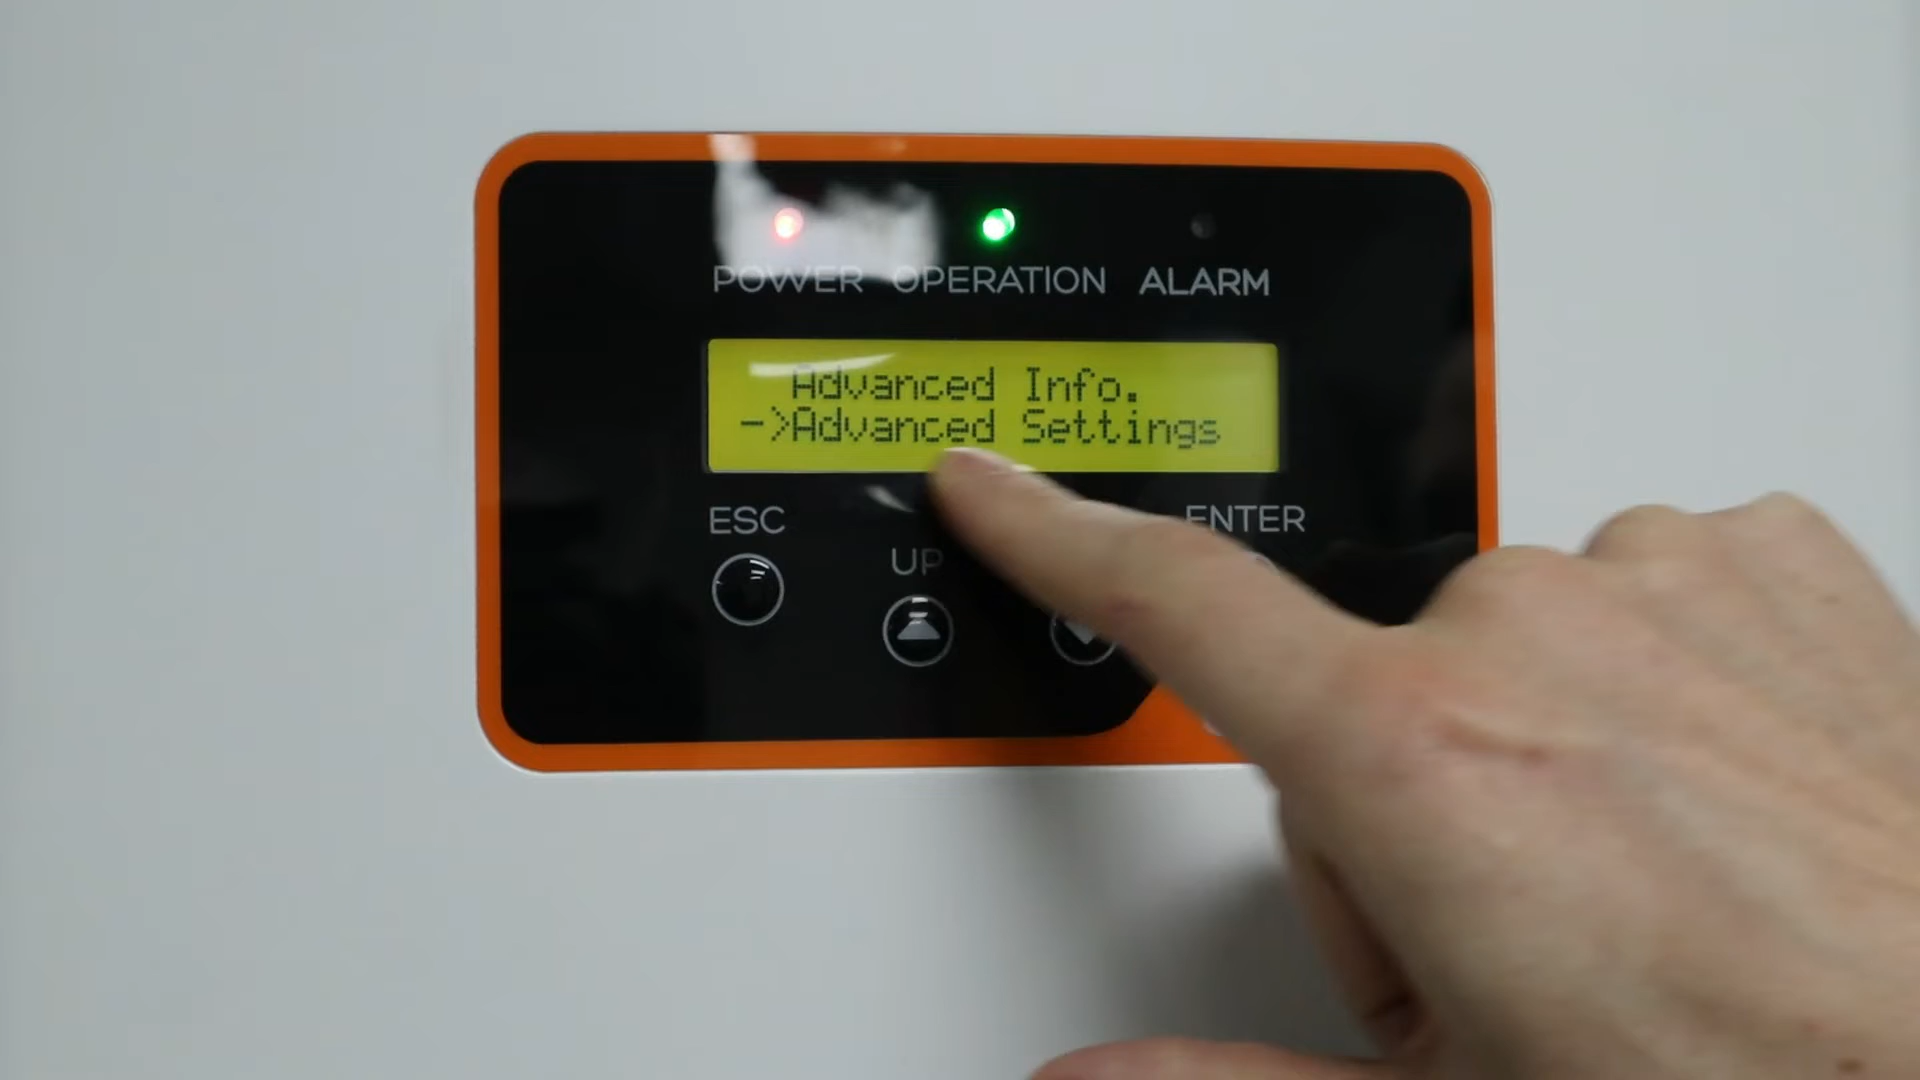 POWER OPERATION ALARM
Advanced Info.
->Advanced Settings
ESC
UP
ENTER